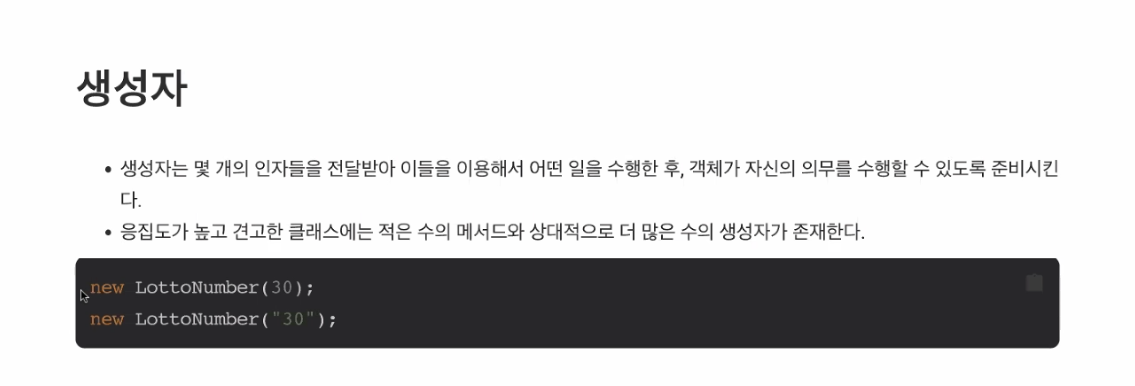 생성자
• 생성자는 몇 개의 인자들을 전달받아 이들을 이용해서 어떤 일을 수행한 후, 객체가 자신의 의무를 수행할 수 있도록 준비시킨
다.
• 응집도가 높고 견고한 클래스에는 적은 수의 메서드와 상대적으로 더 많은 수의 생성자가 존재한다.
new LottoNumber(30);
new LottoNumber("30");